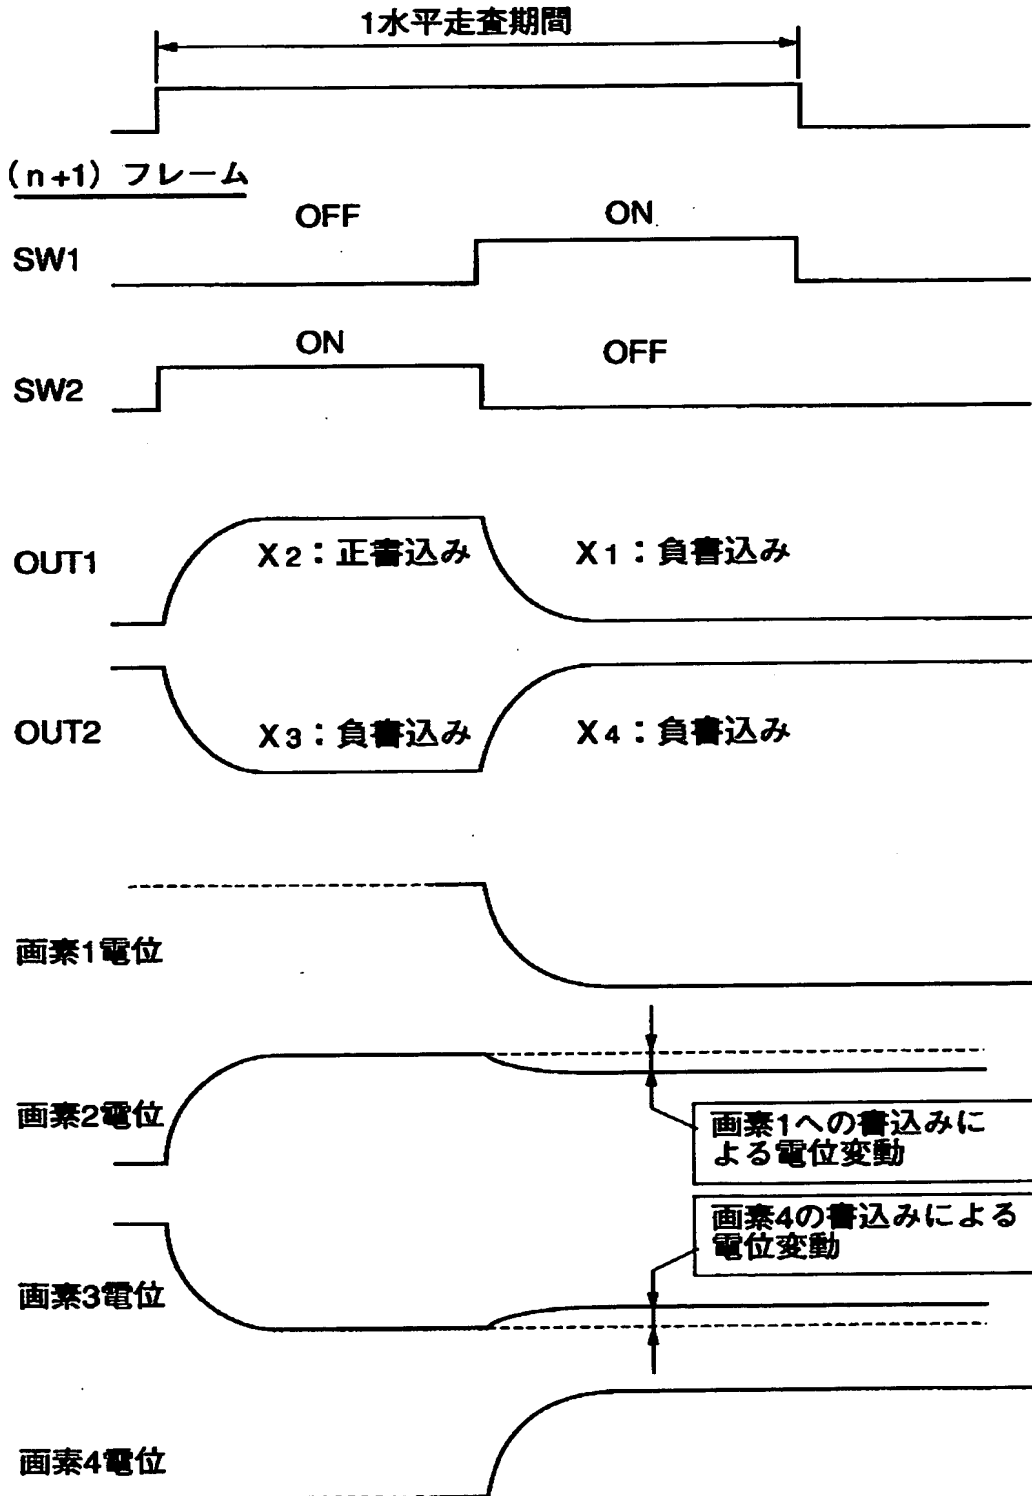 1水平走査期間
(n+1) フレーム
OFF
ON
SW1
ON
OFF
SW2
OUT1
X2:正書込み
X1:負書込み
OUT2
X3:負書込み
X4:負書込み
画素1電位
画素2電位
画素1への書込みに
よる電位変動
画素4の書込みによる
電位変動
画素3電位
画素4電位